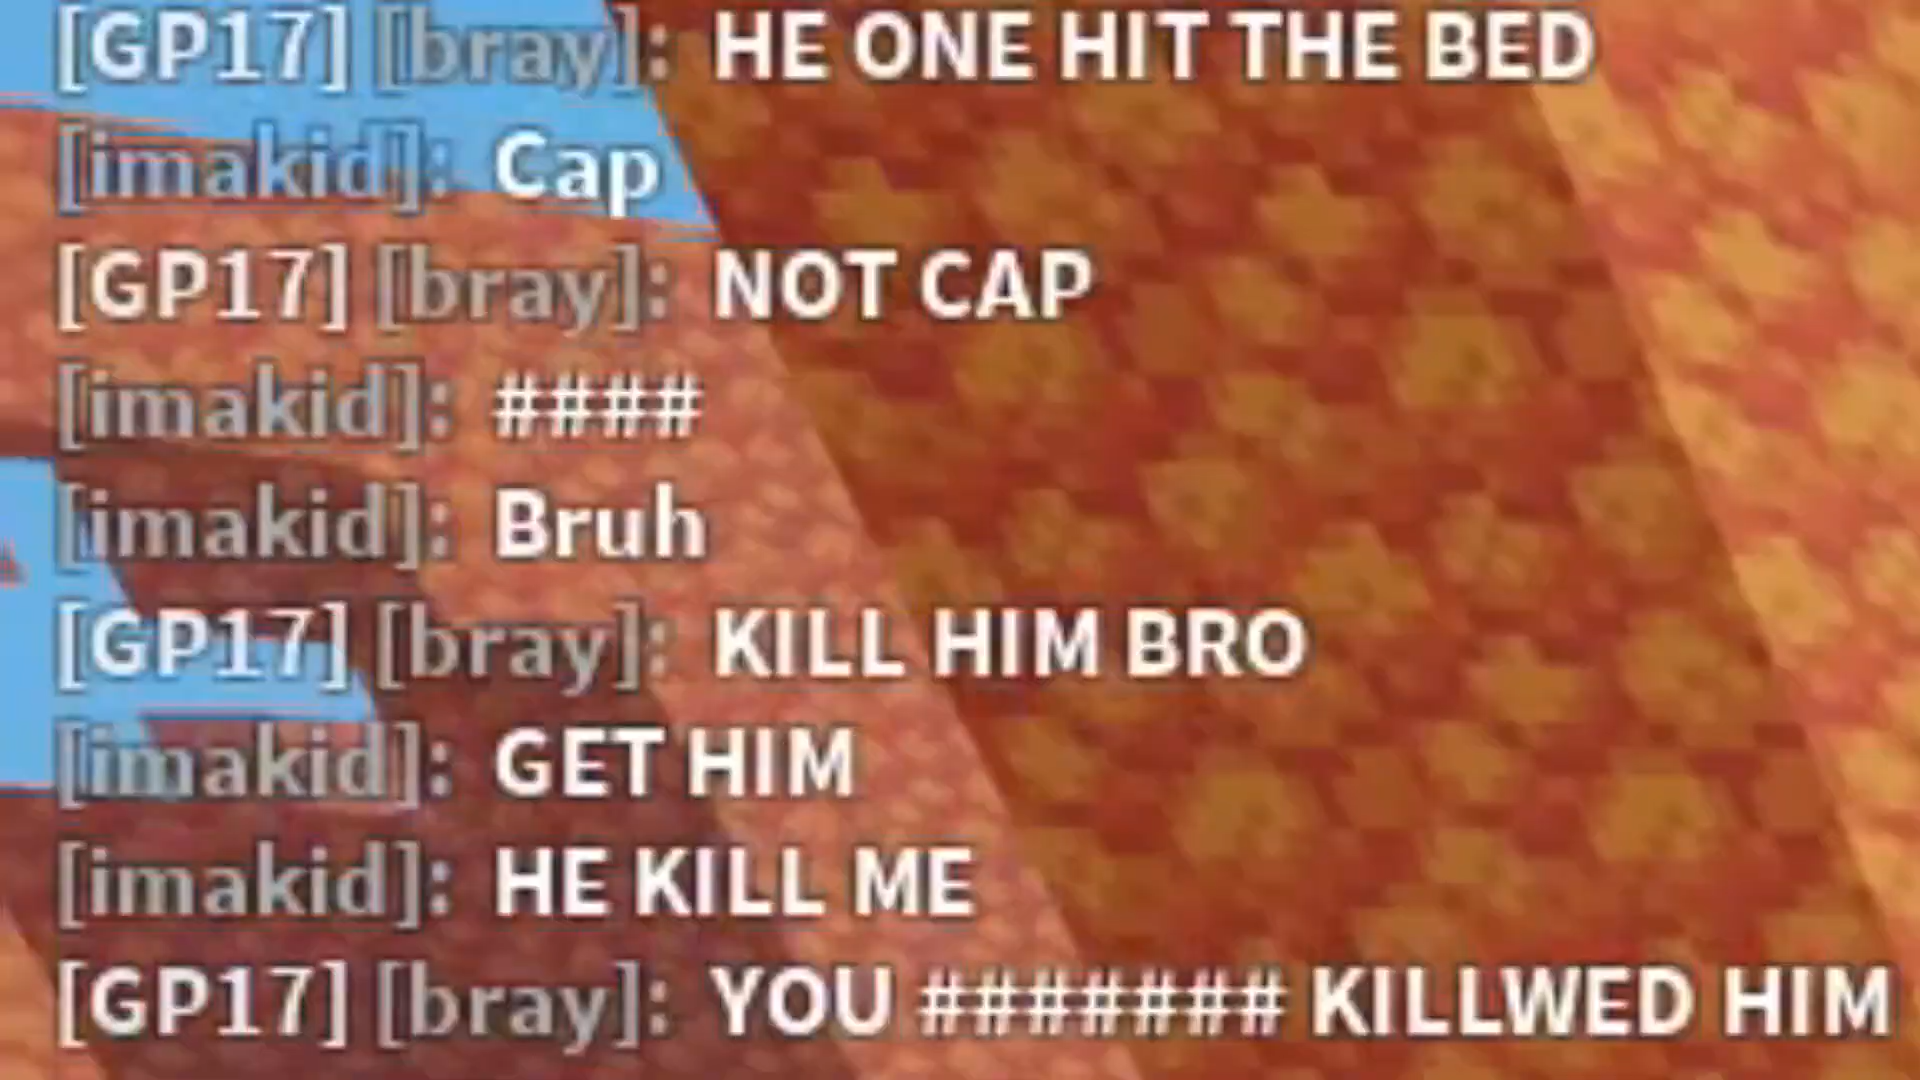 [GP17] [bray]: HE ONE HIT THE BED
[imakid]: Cap
[GP17] [bray]: NOT CAP
[imakid]: ####
[imakid]: Bruh
[GP17] [bray]: KILL HIM BRO
[imakid]: GET HIM
[imakid]: HE KILL ME
[GP17] [bray]: YOU ####### KILLWED HIM